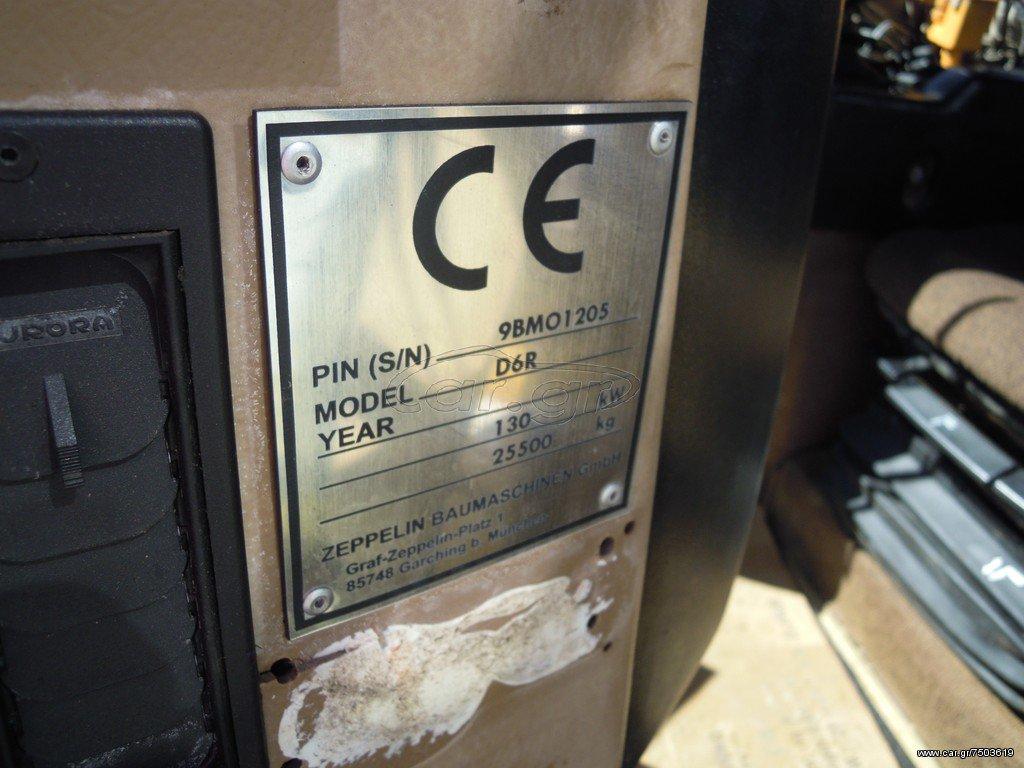 CE
PIN (S/N) 9BM01205
MODEL D6R
YEAR
130 kW
25500 kg
ZEPPELIN BAUMASCHINEN GmbH
Graf-Zeppelin-Platz 1
85748 Garching b. München
URORA
car.gr
www.car.gr/7503619